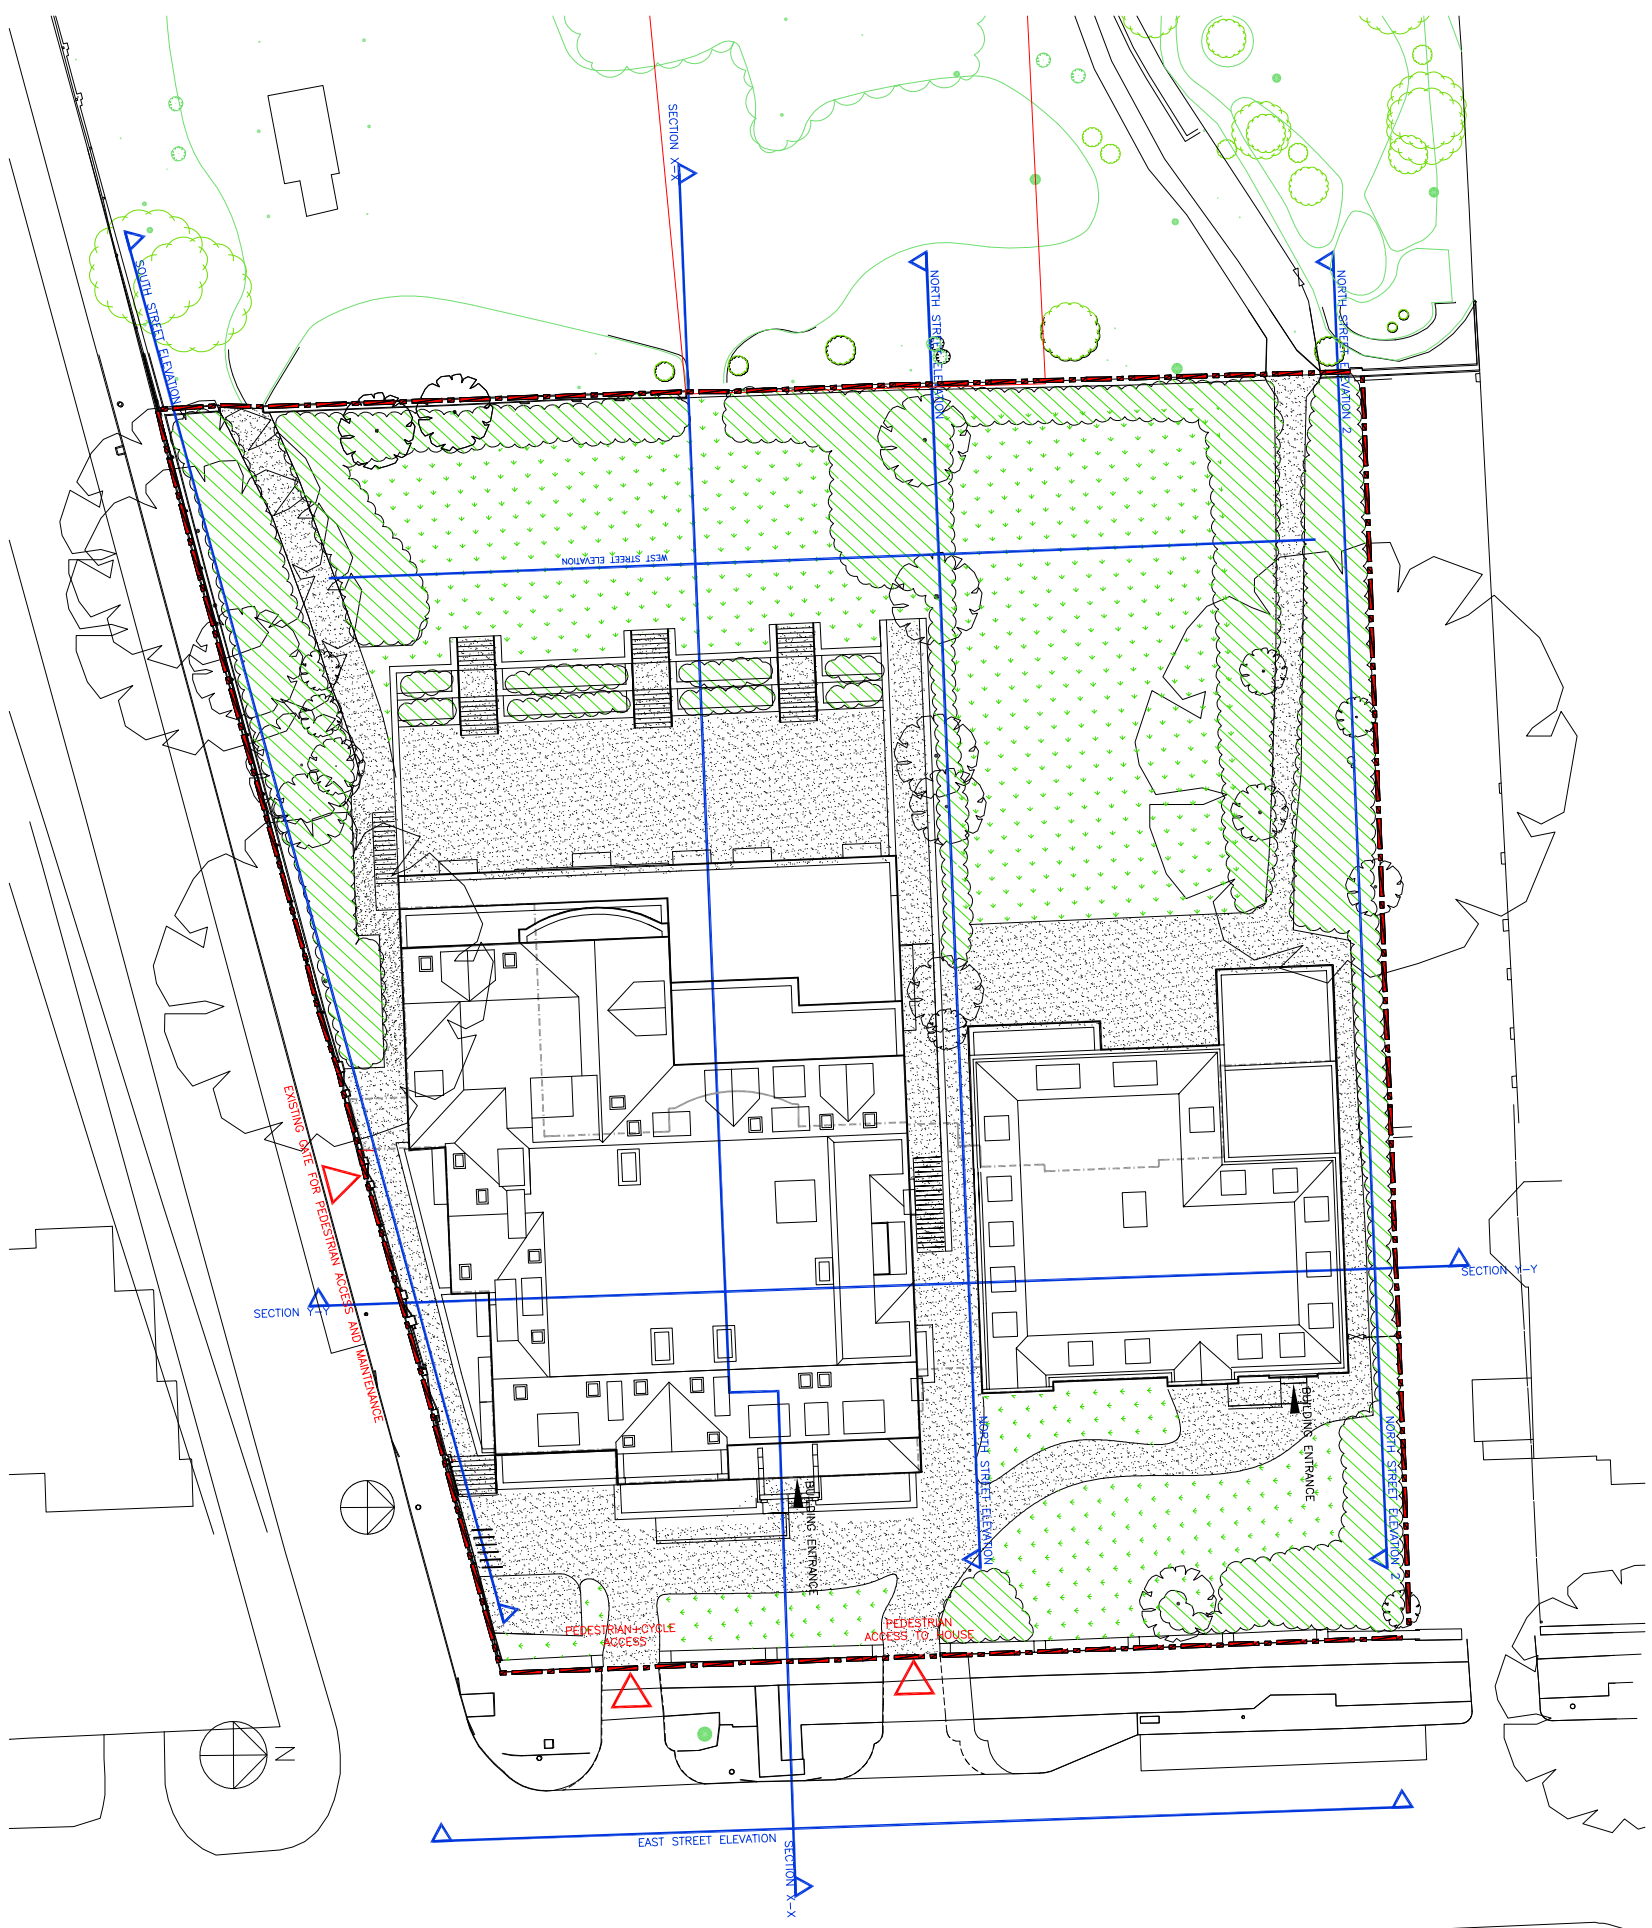 SECTION X-X
SOUTH STREET ELEVATION
NORTH STREET ELEVATION
NORTH STREET ELEVATION 2
WEST STREET ELEVATION
EXISTING GATE FOR PEDESTRIAN ACCESS AND MAINTENANCE
SECTION Y-Y
SECTION Y-Y
BUILDING ENTRANCE
NORTH STREET ELEVATION
NORTH STREET ELEVATION 2
BUILDING ENTRANCE
PEDESTRIAN+CYCLE
ACCESS
PEDESTRIAN
ACCESS TO HOUSE
N
EAST STREET ELEVATION
SECTION X-X